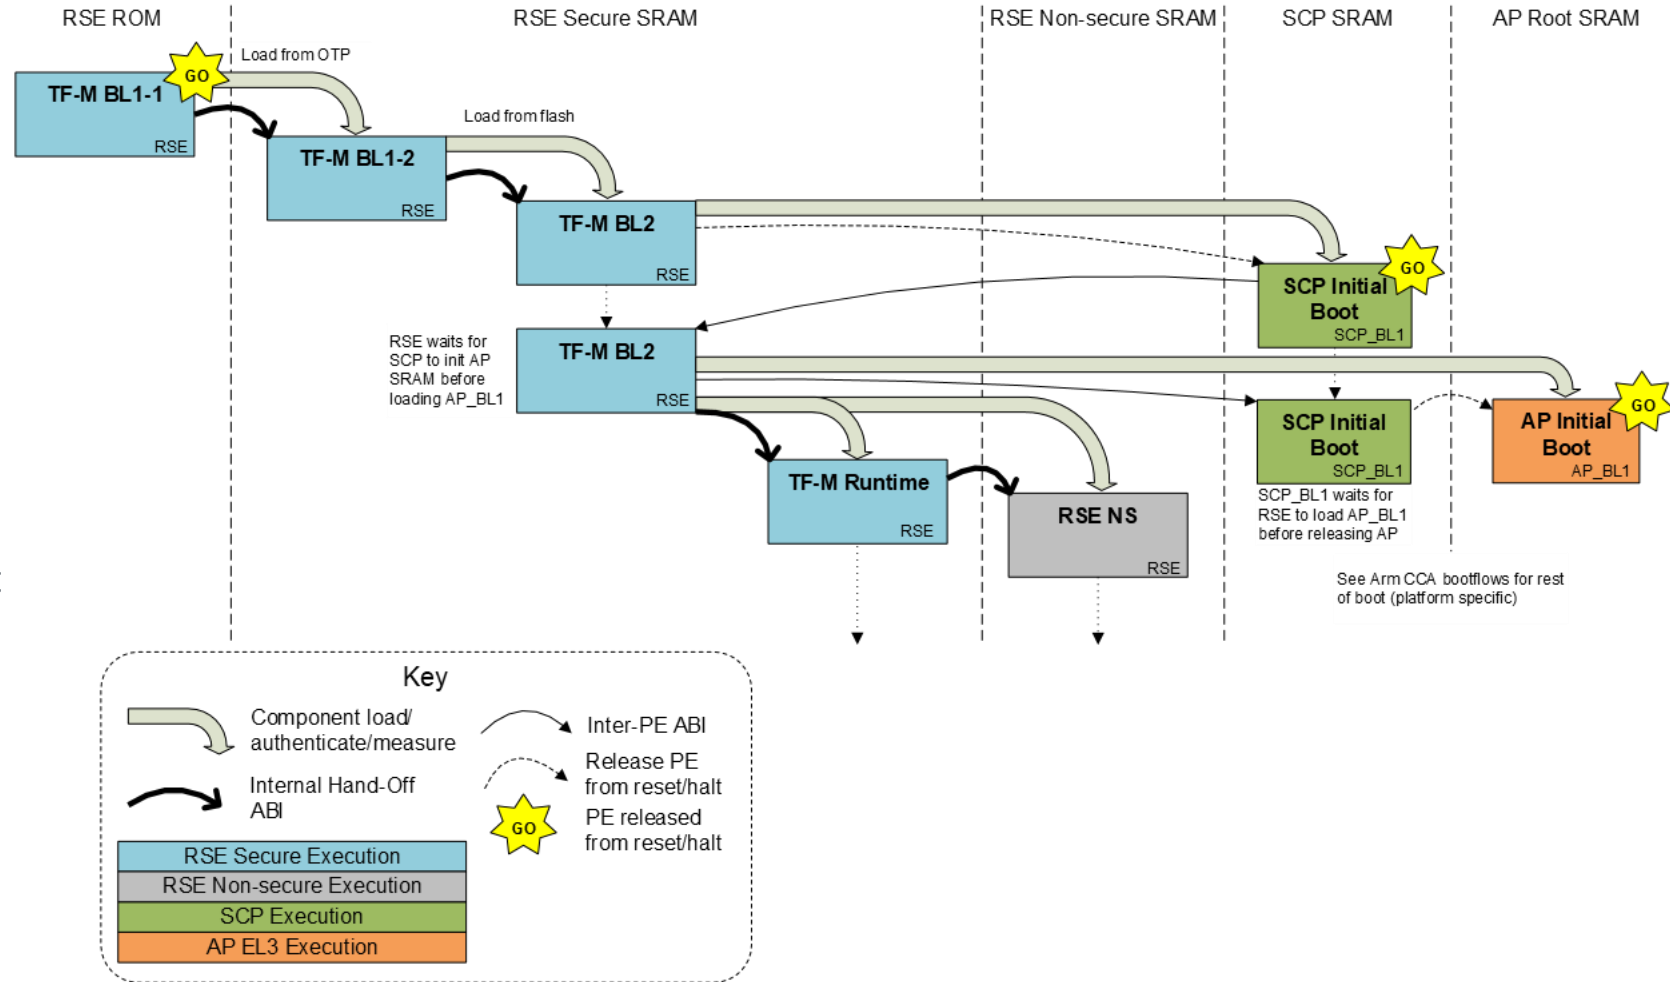 RSE ROM
RSE Secure SRAM
RSE Non-secure SRAM
SCP SRAM
AP Root SRAM
Load from OTP
GO
TF-M BL1-1
RSE
Load from flash
TF-M BL1-2
RSE
TF-M BL2
RSE
GO
SCP Initial
Boot
SCP_BL1
RSE waits for
SCP to init AP
SRAM before
loading AP_BL1
TF-M BL2
RSE
SCP Initial
Boot
SCP_BL1
GO
AP Initial
Boot
AP_BL1
TF-M Runtime
RSE
RSE NS
RSE
SCP_BL1 waits for
RSE to load AP_BL1
before releasing AP
See Arm CCA bootflows for rest
of boot (platform specific)
Key
Component load/
authenticate/measure
Inter-PE ABI
Internal Hand-Off
ABI
Release PE
from reset/halt
GO
PE released
from reset/halt
RSE Secure Execution
RSE Non-secure Execution
SCP Execution
AP EL3 Execution